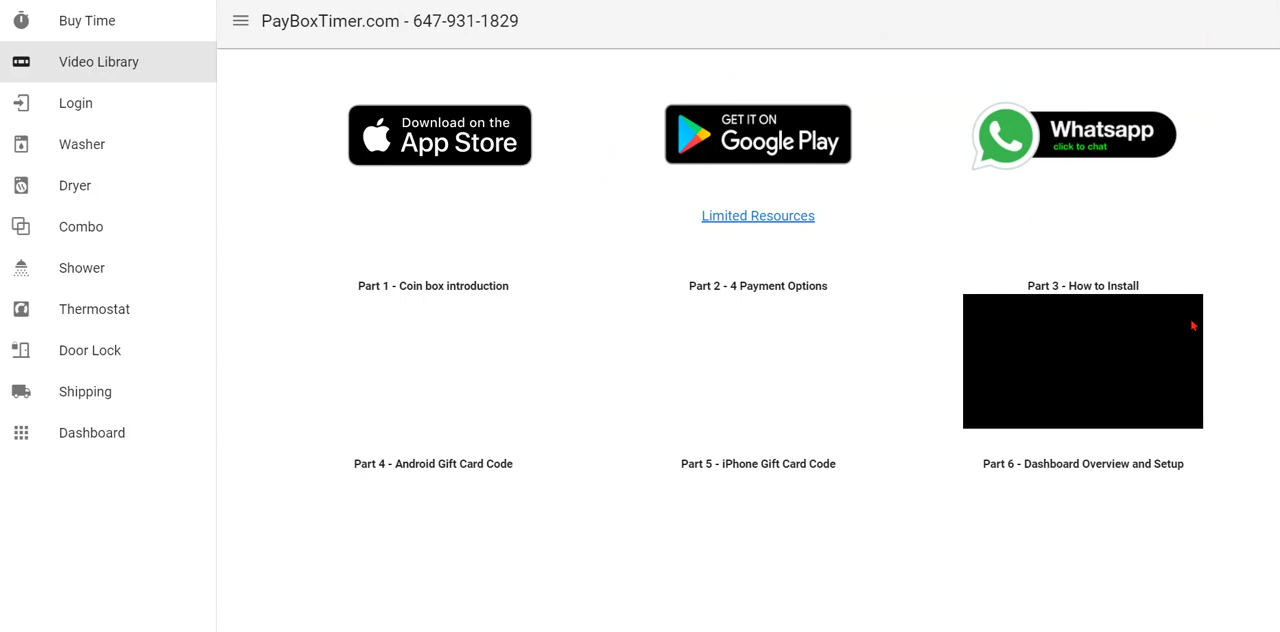 Buy Time
Video Library
Login
Washer
Dryer
Combo
Shower
Thermostat
Door Lock
Shipping
Dashboard
PayBoxTimer.com - 647-931-1829
Download on the
App Store
GET IT ON
Google Play
Whatsapp
click to chat
Limited Resources
Part 1 - Coin box introduction
Part 2 - 4 Payment Options
Part 3 - How to Install
Part 4 - Android Gift Card Code
Part 5 - iPhone Gift Card Code
Part 6 - Dashboard Overview and Setup